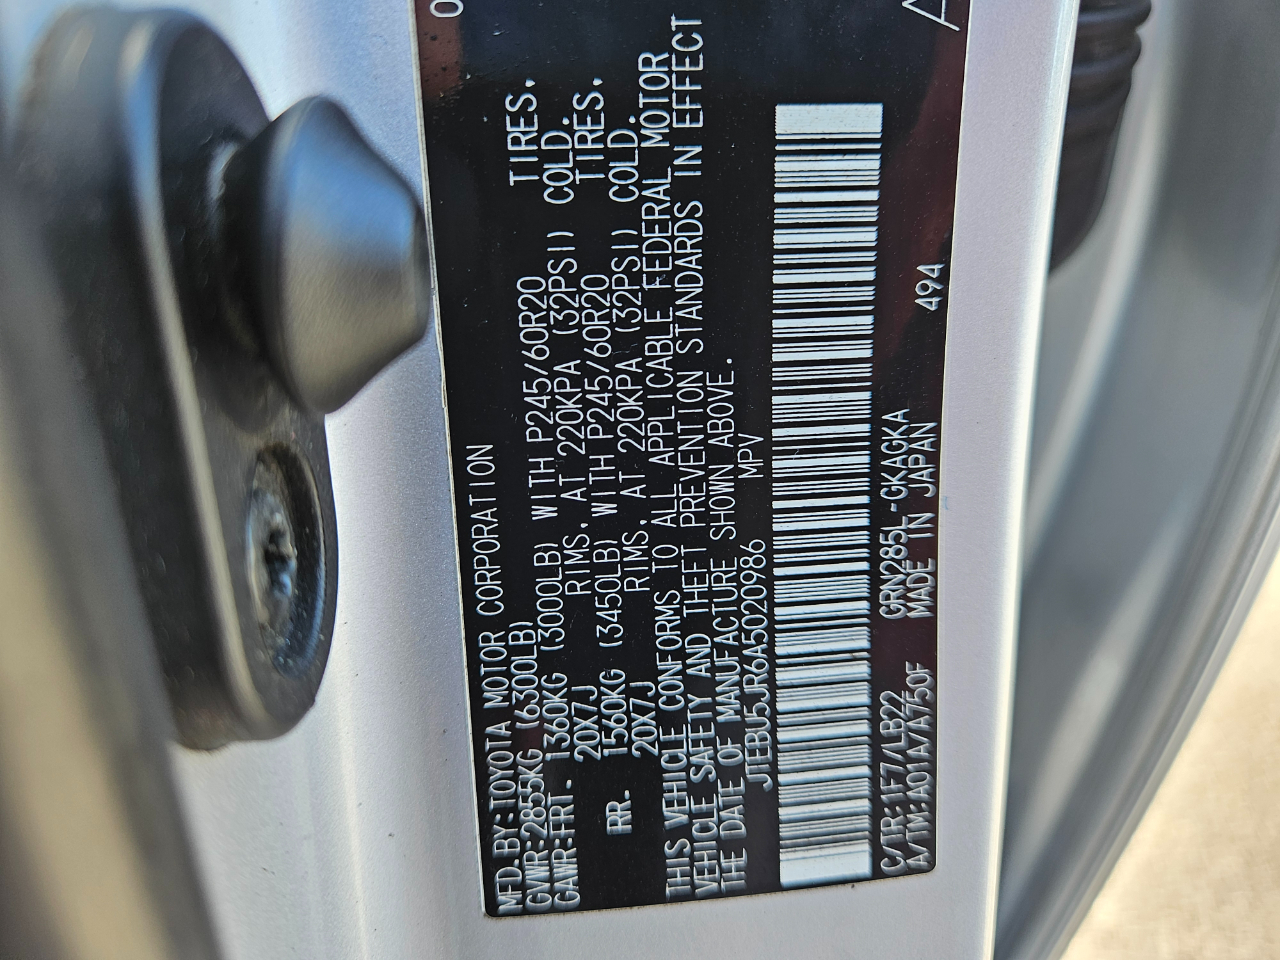 MFD. BY: TOYOTA MOTOR CORPORATION
GVWR: 2855KG (6300LB)
GAWR: FRT. 1360KG (3000LB) WITH P245/60R20 TIRES,
20X7J RIMS, AT 220KPA (32PSI) COLD.
RR. 1560KG (3450LB) WITH P245/60R20 TIRES,
20X7J RIMS, AT 220KPA (32PSI) COLD.
THIS VEHICLE CONFORMS TO ALL APPLICABLE FEDERAL MOTOR
VEHICLE SAFETY AND THEFT PREVENTION STANDARDS IN EFFECT
THE DATE OF MANUFACTURE SHOWN ABOVE.
JTEBU5JR6A5020986 MPV
C/TR: 1F7/LB22 GRN285L-GKAGKA
A/TM: A01A/A750F MADE IN JAPAN 494